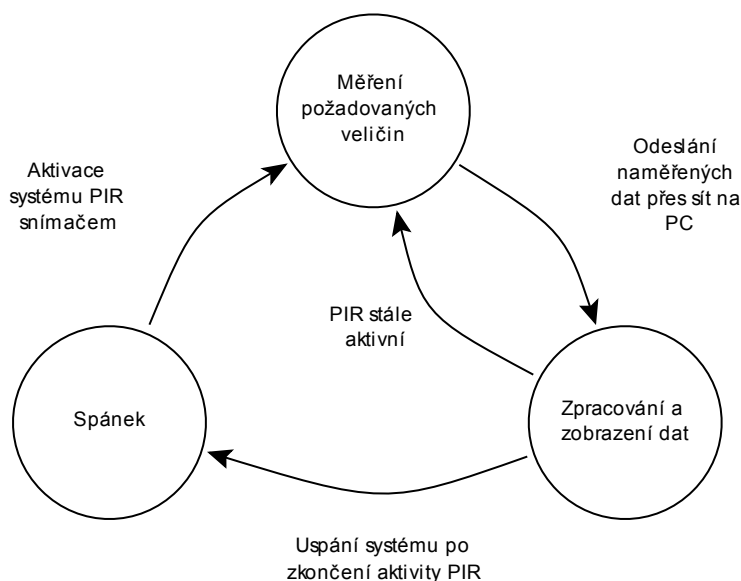 Měření
požadovaných
veličin
Aktivace
systému PIR
snímačem
Odeslání
naměřených
dat přes sít na
PC
PIR stále
aktivní
Spánek
Zpracování a
zobrazení dat
Uspání systému po
zkončení aktivity PIR